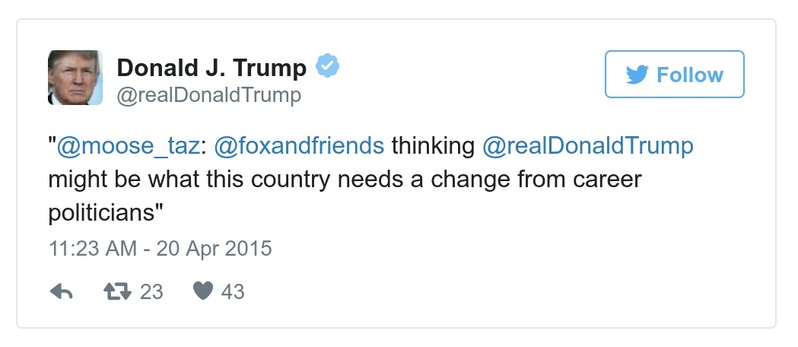 Donald J. Trump
@realDonaldTrump
Follow
"@moose_taz: @foxandfriends thinking @realDonaldTrump
might be what this country needs a change from career
politicians"
11:23 AM - 20 Apr 2015
23 43